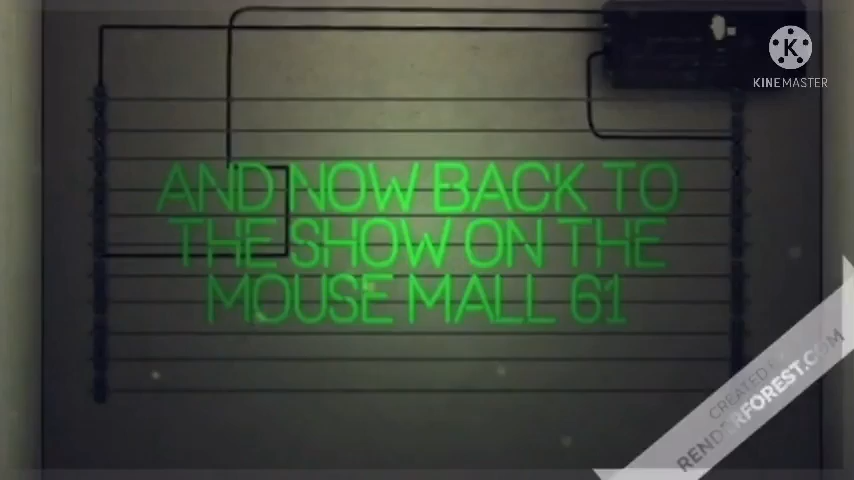 K
KINEMASTER
AND NOW BACK TO
THE SHOW ON THE
MOUSE MALL 61
CREATED
RENDERFOREST.COM